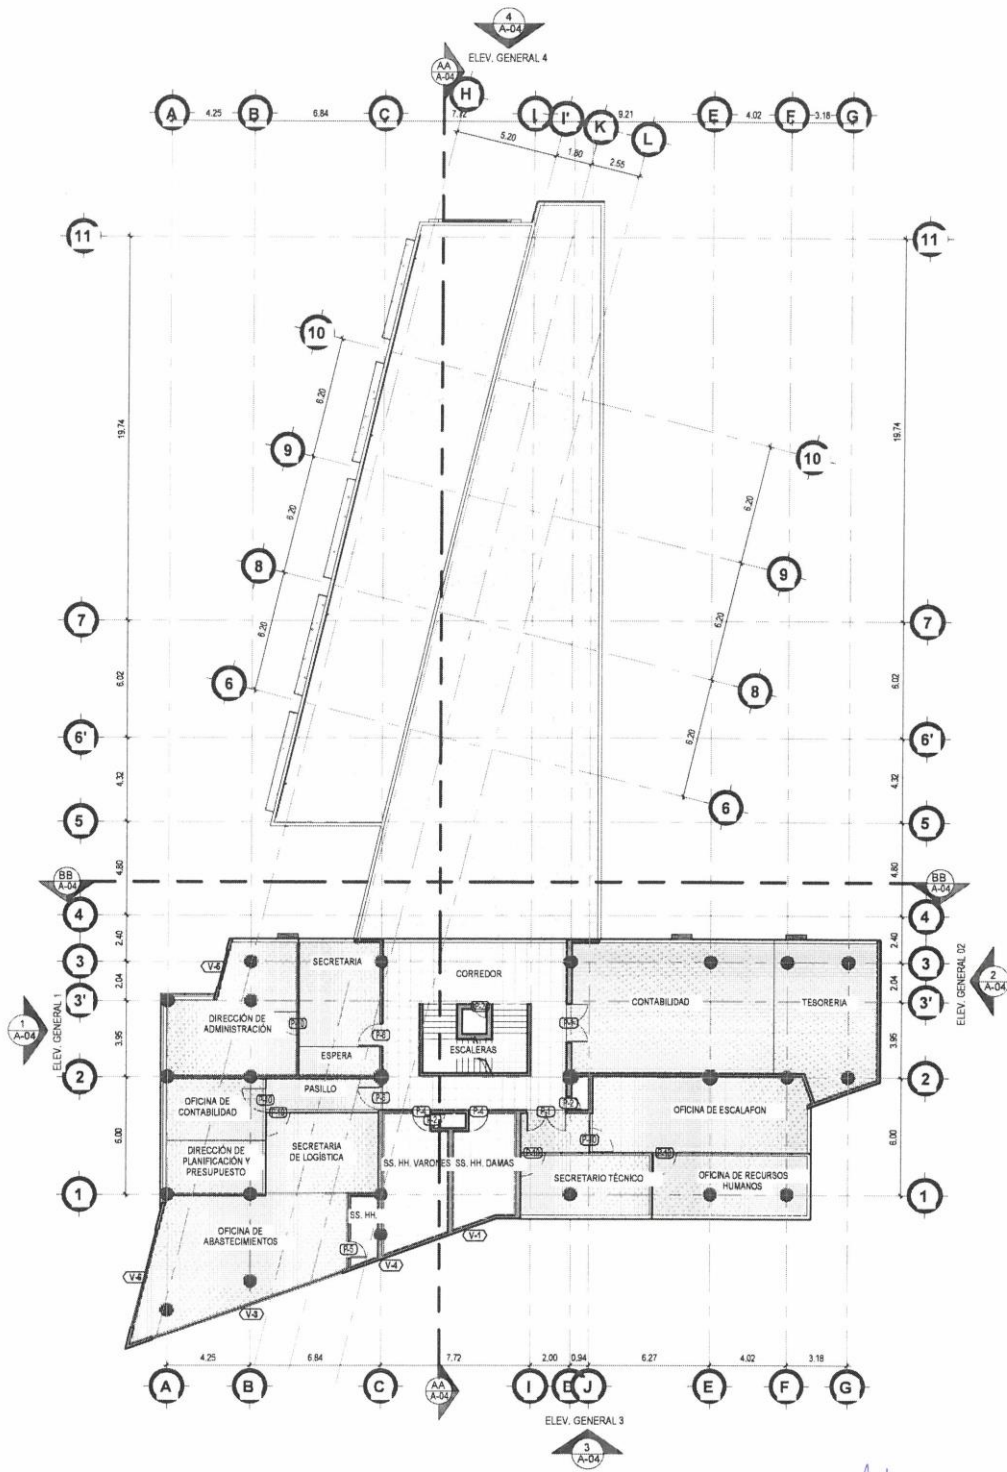 4
A-04
ELEV. GENERAL 4
AA
A-04
H
A
4.25
B
6.84
C
7.72
I
I'
K
9.21
L
E
4.02
F
3.18
G
5.20
1.80
2.55
11
11
10
6.20
19.74
19.74
9
10
6.20
6.20
8
9
7
7
6.20
6.20
6
8
6.02
6.02
6'
6'
6.20
4.32
4.32
6
5
5
4.80
4.80
BB
A-04
BB
A-04
4
4
2.40
2.40
3
SECRETARIA
CORREDOR
3
V-6
ELEV. GENERAL 1
ELEV. GENERAL 02
2.04
2.04
3'
CONTABILIDAD
TESORERIA
3'
1
A-04
2
A-04
DIRECCIÓN DE
ADMINISTRACIÓN
P-6
3.95
3.95
ESPERA
ESCALERAS
2
2
PASILLO
OFICINA DE
CONTABILIDAD
P-4
P-4
P-2
OFICINA DE ESCALAFON
6.00
6.00
SECRETARIA
DE LOGÍSTICA
DIRECCIÓN DE
PLANIFICACIÓN Y
PRESUPUESTO
SS. HH. VARONES
SS. HH. DAMAS
SECRETARIO TÉCNICO
OFICINA DE RECURSOS
HUMANOS
1
1
SS. HH.
OFICINA DE
ABASTECIMIENTOS
P-5
V-1
V-4
4.25
6.84
7.72
2.00
0.94
6.27
4.02
3.18
A
B
C
AA
A-04
I
J
E
F
G
ELEV. GENERAL 3
3
A-04